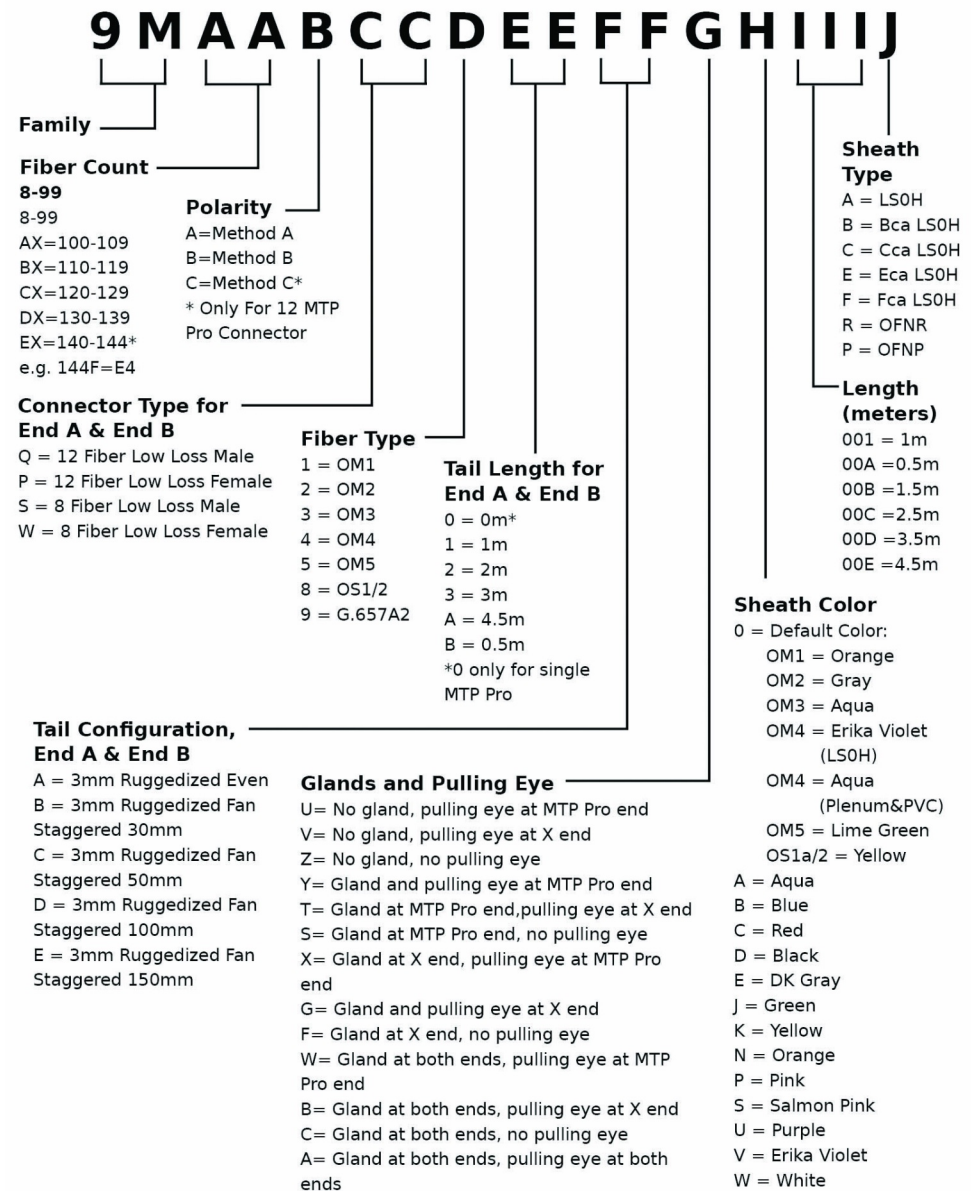 9 M A A B C C D E E F F G H I I I J
Family
Fiber Count
8-99
8-99
AX=100-109
BX=110-119
CX=120-129
DX=130-139
EX=140-144*
e.g. 144F=E4
Polarity
A=Method A
B=Method B
C=Method C*
* Only For 12 MTP
Pro Connector
Connector Type for
End A & End B
Q = 12 Fiber Low Loss Male
P = 12 Fiber Low Loss Female
S = 8 Fiber Low Loss Male
W = 8 Fiber Low Loss Female
Fiber Type
1 = OM1
2 = OM2
3 = OM3
4 = OM4
5 = OM5
8 = OS1/2
9 = G.657A2
Tail Length for
End A & End B
0 = 0m*
1 = 1m
2 = 2m
3 = 3m
A = 4.5m
B = 0.5m
*0 only for single
MTP Pro
Tail Configuration,
End A & End B
A = 3mm Ruggedized Even
B = 3mm Ruggedized Fan
Staggered 30mm
C = 3mm Ruggedized Fan
Staggered 50mm
D = 3mm Ruggedized Fan
Staggered 100mm
E = 3mm Ruggedized Fan
Staggered 150mm
Glands and Pulling Eye
U= No gland, pulling eye at MTP Pro end
V= No gland, pulling eye at X end
Z= No gland, no pulling eye
Y= Gland and pulling eye at MTP Pro end
T= Gland at MTP Pro end,pulling eye at X end
S= Gland at MTP Pro end, no pulling eye
X= Gland at X end, pulling eye at MTP Pro
end
G= Gland and pulling eye at X end
F= Gland at X end, no pulling eye
W= Gland at both ends, pulling eye at MTP
Pro end
B= Gland at both ends, pulling eye at X end
C= Gland at both ends, no pulling eye
A= Gland at both ends, pulling eye at both
ends
Sheath Color
0 = Default Color:
OM1 = Orange
OM2 = Gray
OM3 = Aqua
OM4 = Erika Violet
(LS0H)
OM4 = Aqua
(Plenum&PVC)
OM5 = Lime Green
OS1a/2 = Yellow
A = Aqua
B = Blue
C = Red
D = Black
E = DK Gray
J = Green
K = Yellow
N = Orange
P = Pink
S = Salmon Pink
U = Purple
V = Erika Violet
W = White
Length
(meters)
001 = 1m
00A =0.5m
00B =1.5m
00C =2.5m
00D =3.5m
00E =4.5m
Sheath
Type
A = LS0H
B = Bca LS0H
C = Cca LS0H
E = Eca LS0H
F = Fca LS0H
R = OFNR
P = OFNP